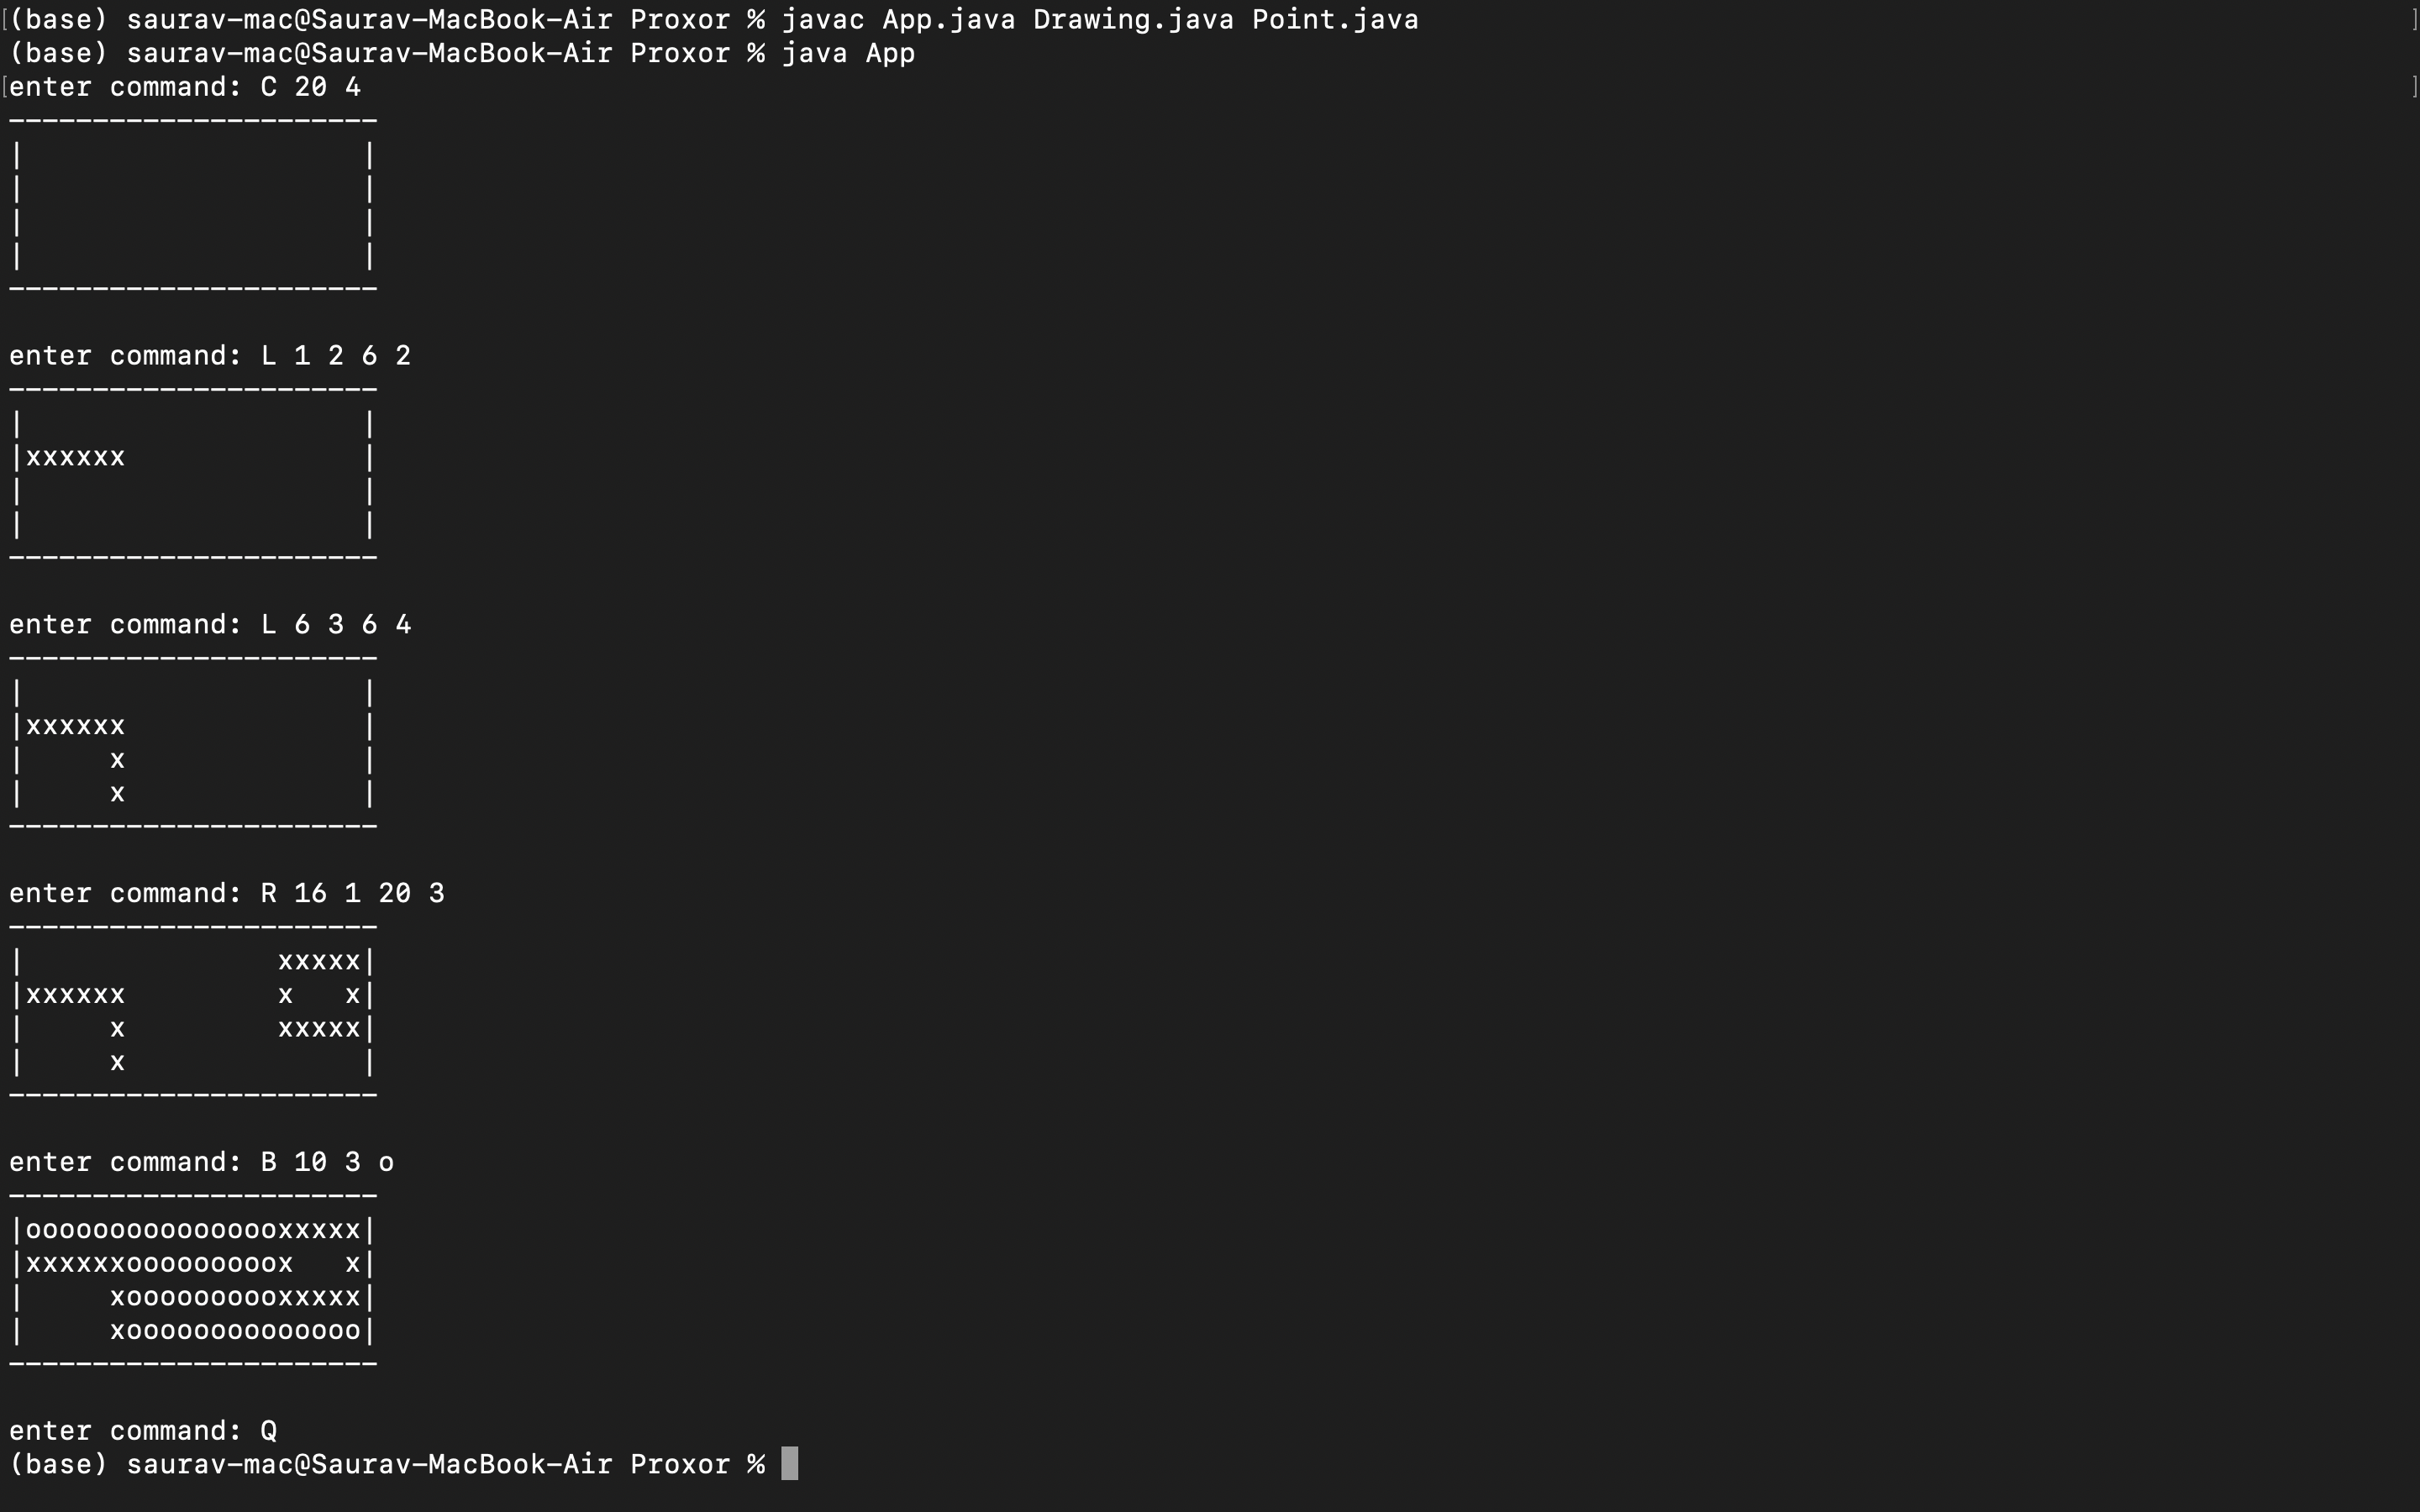 (base) saurav-mac@Saurav-MacBook-Air Proxor % javac App.java Drawing.java Point.java
(base) saurav-mac@Saurav-MacBook-Air Proxor % java App
enter command: C 20 4
----------------------
|                    |
|                    |
|                    |
|                    |
----------------------
enter command: L 1 2 6 2
----------------------
|                    |
|xxxxxx              |
|                    |
|                    |
----------------------
enter command: L 6 3 6 4
----------------------
|                    |
|xxxxxx              |
|     x              |
|     x              |
----------------------
enter command: R 16 1 20 3
----------------------
|               xxxxx|
|xxxxxx         x   x|
|     x         xxxxx|
|     x              |
----------------------
enter command: B 10 3 o
----------------------
|oooooooooooooooxxxxx|
|xxxxxxooooooooox   x|
|     xoooooooooxxxxx|
|     xoooooooooooooo|
----------------------
enter command: Q
(base) saurav-mac@Saurav-MacBook-Air Proxor %